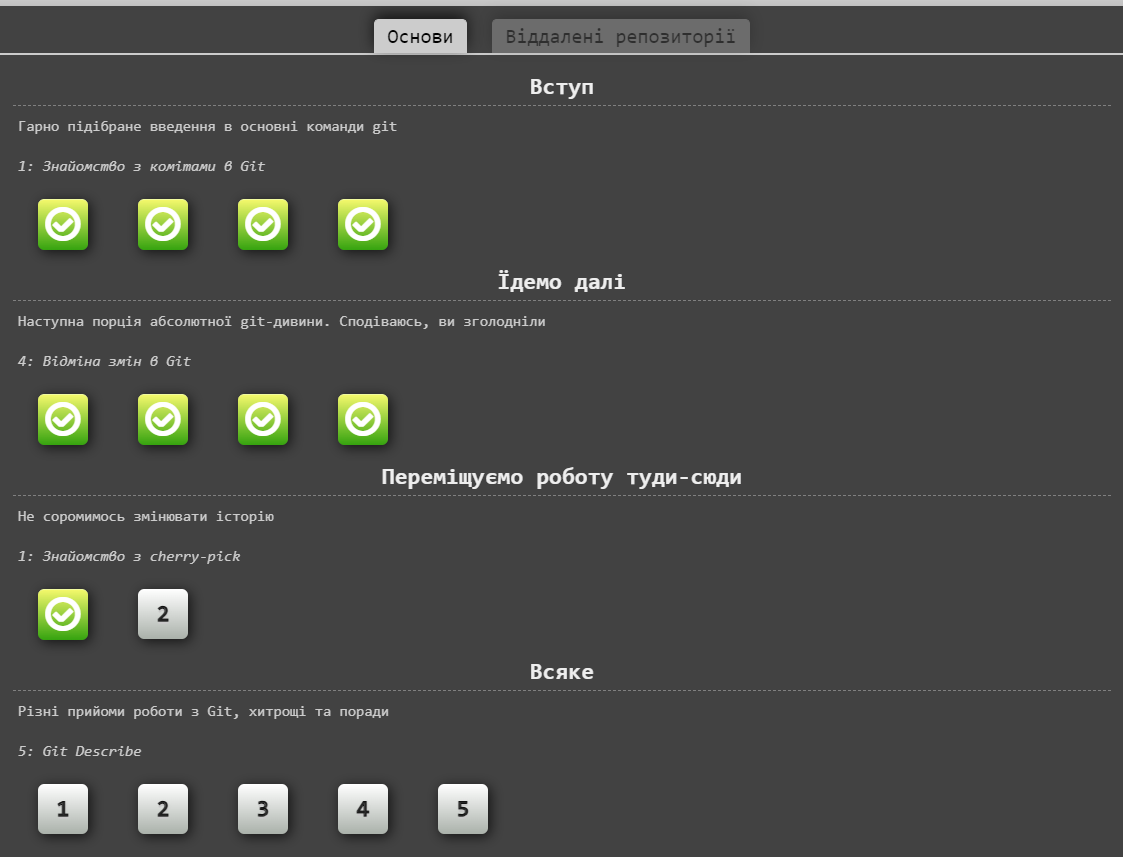 Основи Віддалені репозиторії
Вступ
Гарно підібране введення в основні команди git
1: Знайомство з комітами в Git
Їдемо далі
Наступна порція абсолютної git-дивини. Сподіваюсь, ви зголодніли
4: Відміна змін в Git
Переміщуємо роботу туди-сюди
Не соромимось змінювати історію
1: Знайомство з cherry-pick
2
Всяке
Різні прийоми роботи з Git, хитрощі та поради
5: Git Describe
1 2 3 4 5